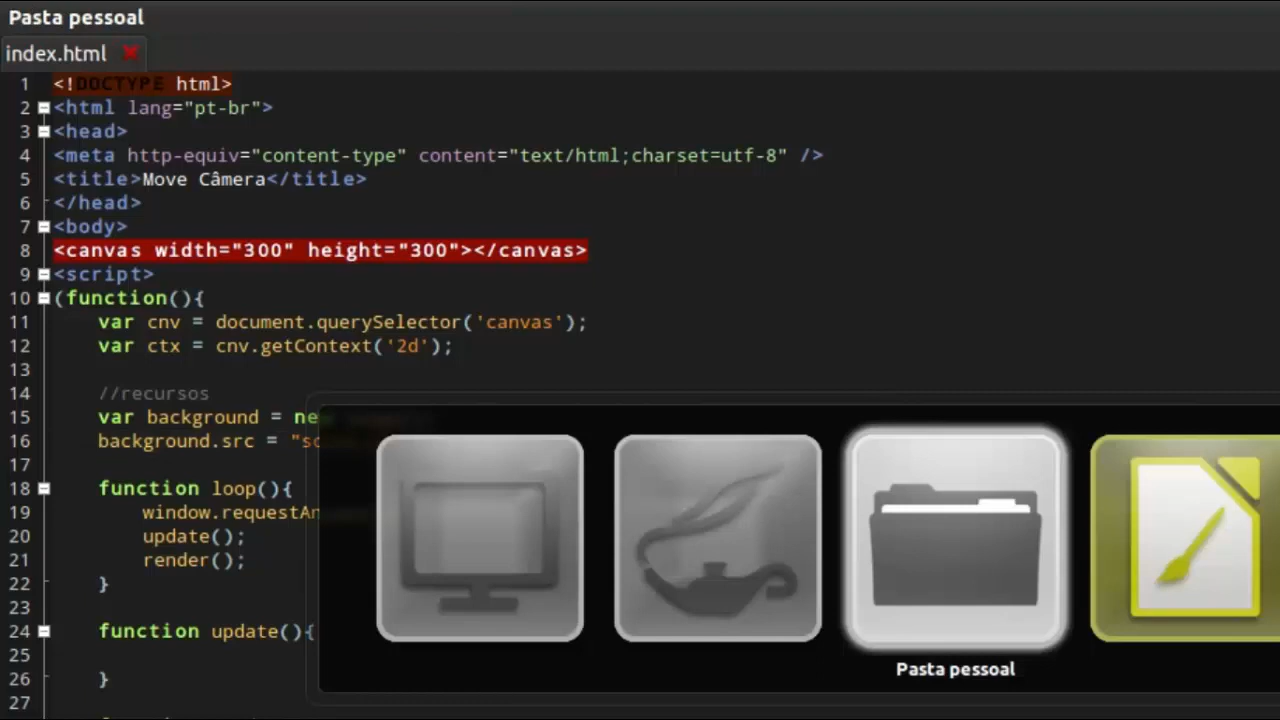 Pasta pessoal
index.html
1 <!DOCTYPE html>
2 <html lang="pt-br">
3 <head>
4 <meta http-equiv="content-type" content="text/html;charset=utf-8" />
5 <title>Move Câmera</title>
6 </head>
7 <body>
8 <canvas width="300" height="300"></canvas>
9 <script>
10 (function(){
11 var cnv = document.querySelector('canvas');
12 var ctx = cnv.getContext('2d');
13
14 //recursos
15 var background =
16 background.src =
17
18 function loop(){
19
20 update();
21 render();
22 }
23
24 function update(){
25
26 }
27
Pasta pessoal